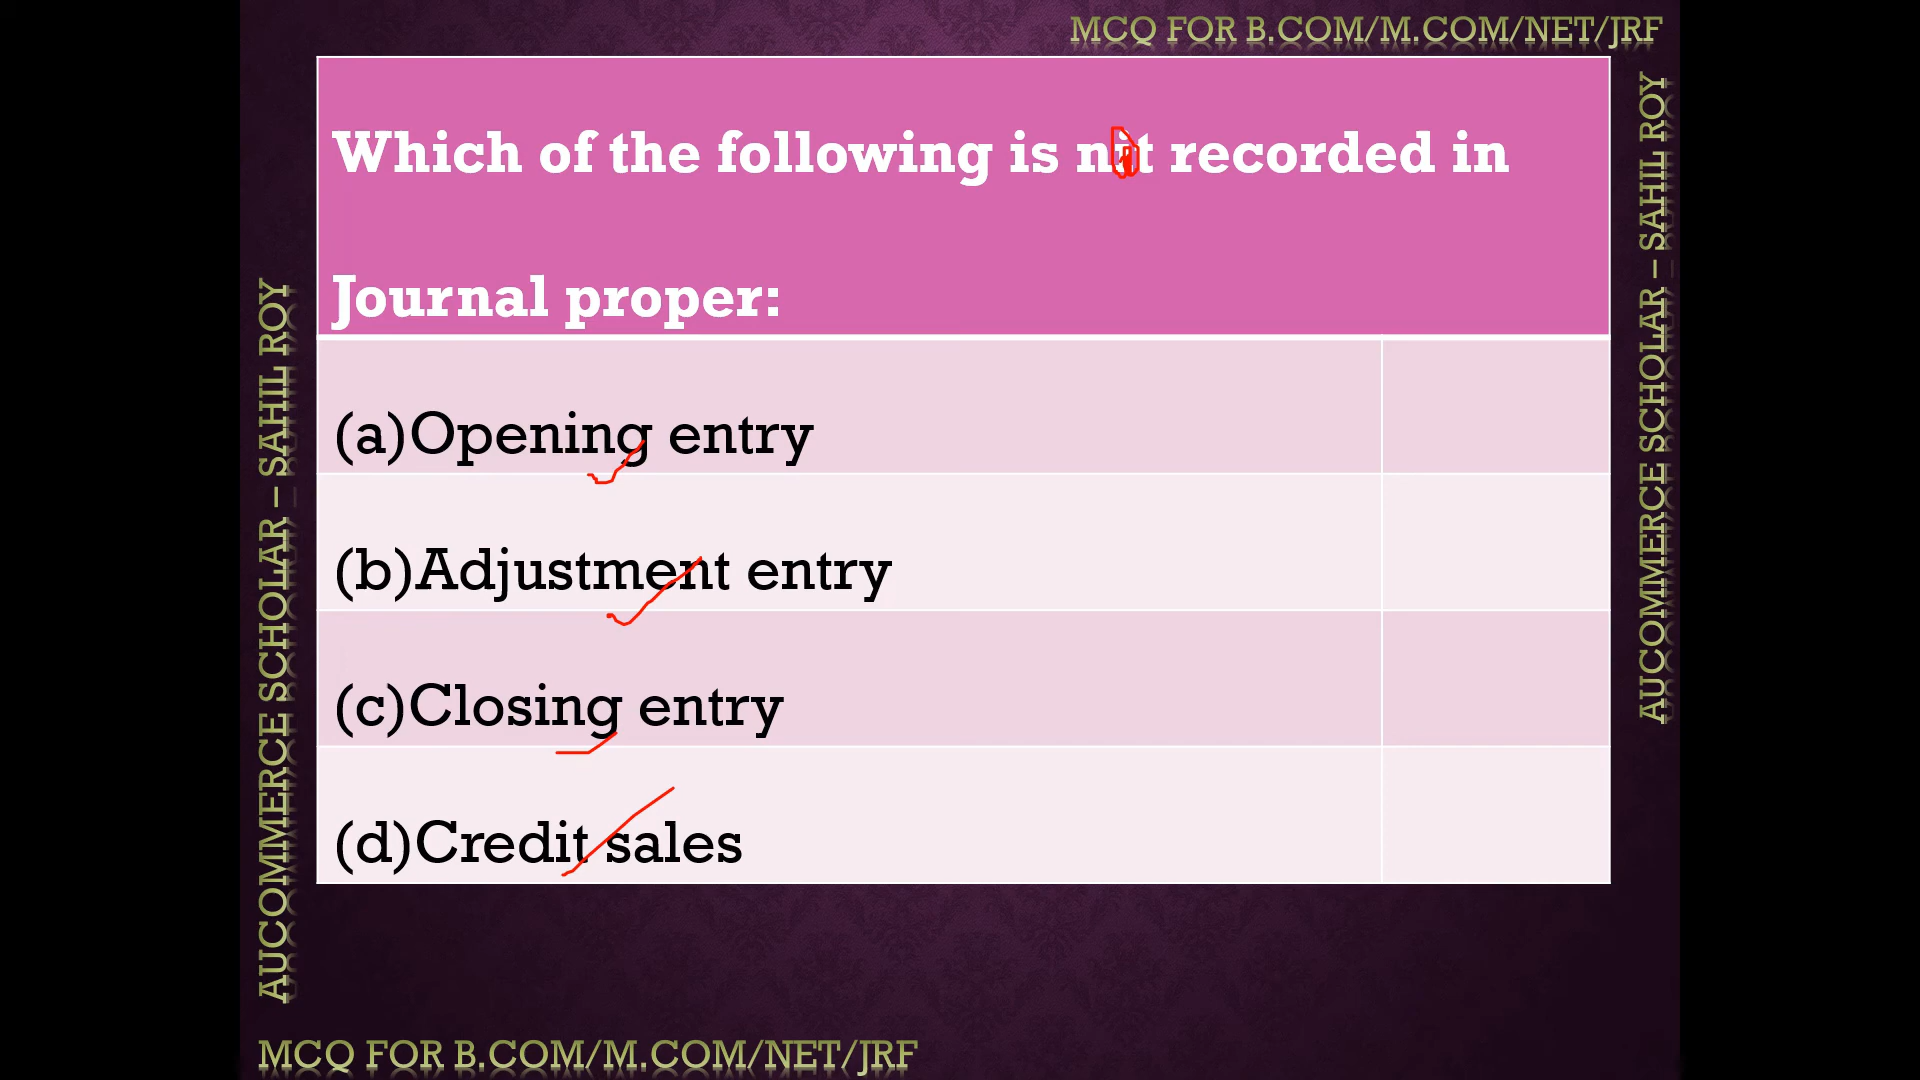 MCQ FOR B.COM/M.COM/NET/JRF
Which of the following is nit recorded in
Journal proper:
(a)Opening entry
(b)Adjustment entry
(c)Closing entry
(d)Credit sales
AUCOMMERCE SCHOLAR – SAHIL ROY
AUCOMMERCE SCHOLAR – SAHIL ROY
MCQ FOR B.COM/M.COM/NET/JRF